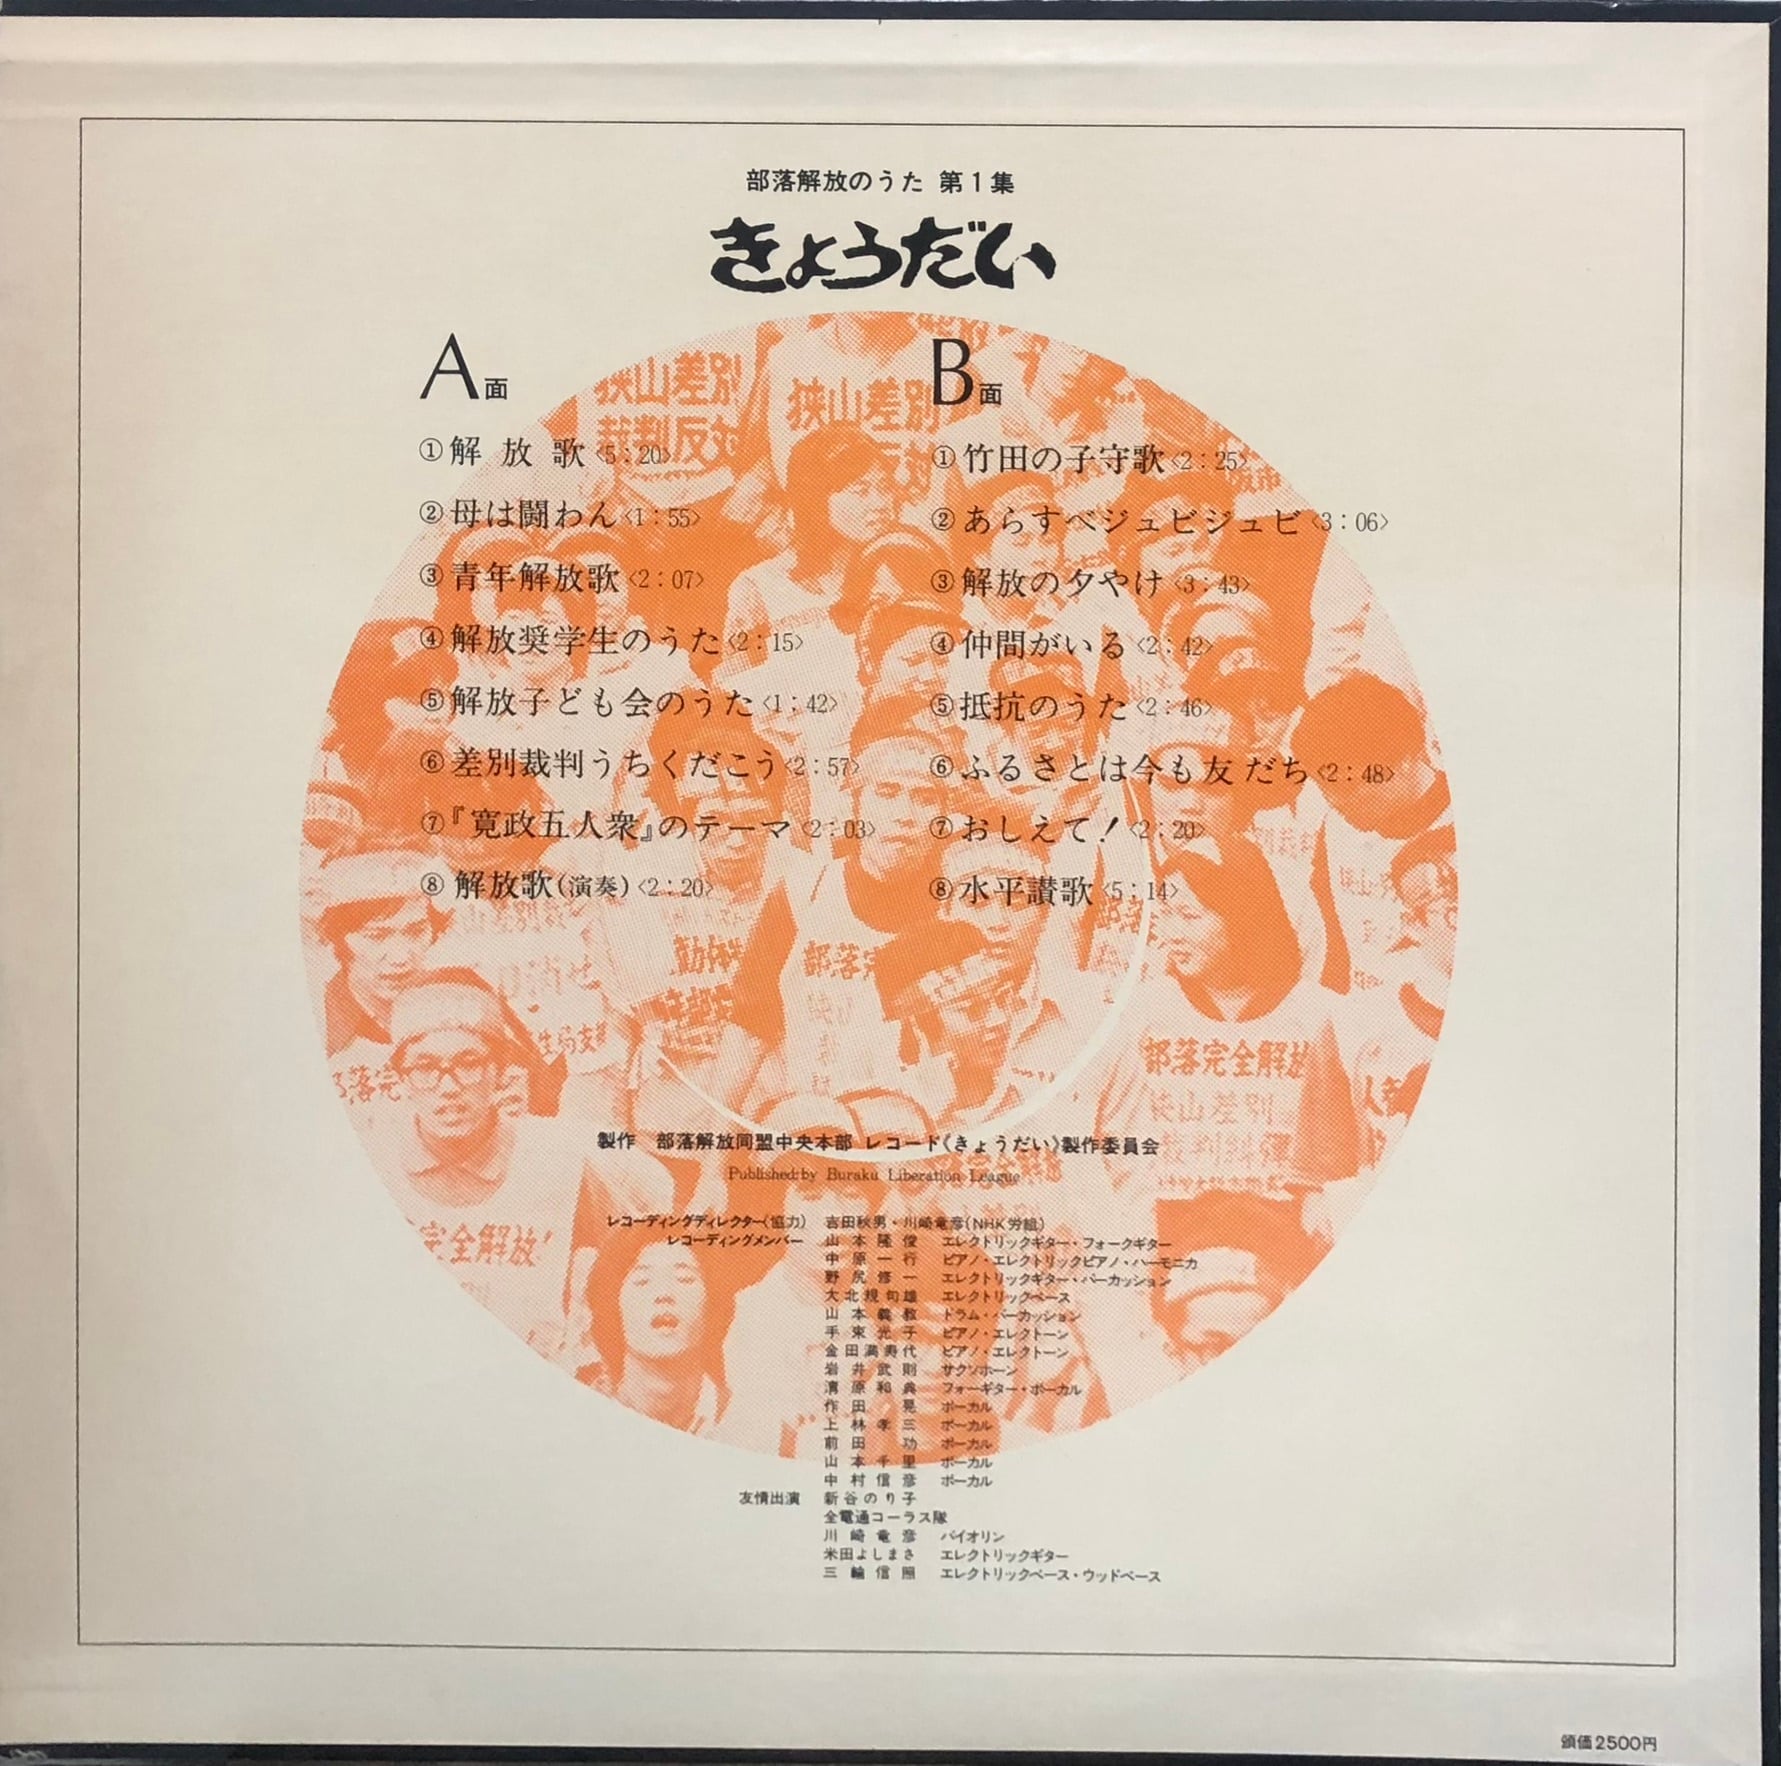 部落解放のうた 第1集
きょうだい
A面
①解放歌〈5：20〉
②母は闘わん〈1：55〉
③青年解放歌〈2：07〉
④解放奨学生のうた〈2：15〉
⑤解放子ども会のうた〈1：42〉
⑥差別裁判うちくだこう〈2：57〉
⑦『寛政五人衆』のテーマ〈2：03〉
⑧解放歌(演奏)〈2：20〉
B面
①竹田の子守歌〈2：25〉
②あらすべジュビジュビ〈3：06〉
③解放の夕やけ〈3：43〉
④仲間がいる〈2：42〉
⑤抵抗のうた〈2：46〉
⑥ふるさとは今も友だち〈2：48〉
⑦おしえて！〈2：20〉
⑧水平讃歌〈5：14〉
狭山差別
裁判反対
狭山差別
反対
部落完全解放
狭山差別
裁判糾弾
完全解放
製作 部落解放同盟中央本部 レコード《きょうだい》製作委員会
Published:by Buraku Liberation League
レコーディングディレクター(協力) 吉田秋男・川崎竜彦(NHK労組)
レコーディングメンバー 山本隆俊 エレクトリックギター・フォークギター
中原一行 ピアノ・エレクトリックピアノ・ハーモニカ
野尻修一 エレクトリックギター・パーカッション
大北規句雄 エレクトリックベース
山本義教 ドラム・パーカッション
手束光子 ピアノ・エレクトーン
金田満寿代 ピアノ・エレクトーン
岩井武則 サクソホーン
清原和典 フォーギター・ボーカル
作田晃 ボーカル
上林孝三 ボーカル
前田功 ボーカル
山本千里 ボーカル
中村信彦 ボーカル
友情出演 新谷のり子
全電通コーラス隊
川崎竜彦 バイオリン
米田よしまさ エレクトリックギター
三輪信照 エレクトリックベース・ウッドベース
頒価2500円